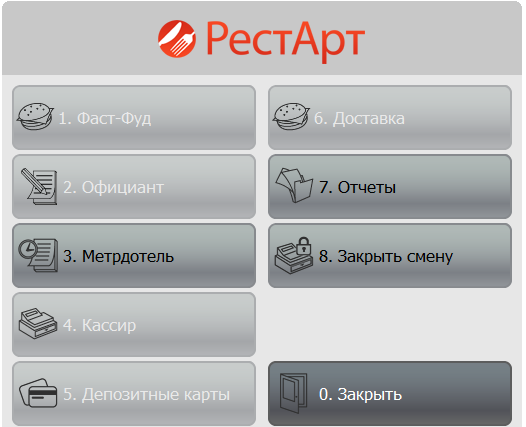 РестАрт
1. Фаст-Фуд
6. Доставка
2. Официант
7. Отчеты
3. Метрдотель
8. Закрыть смену
4. Кассир
5. Депозитные карты
0. Закрыть